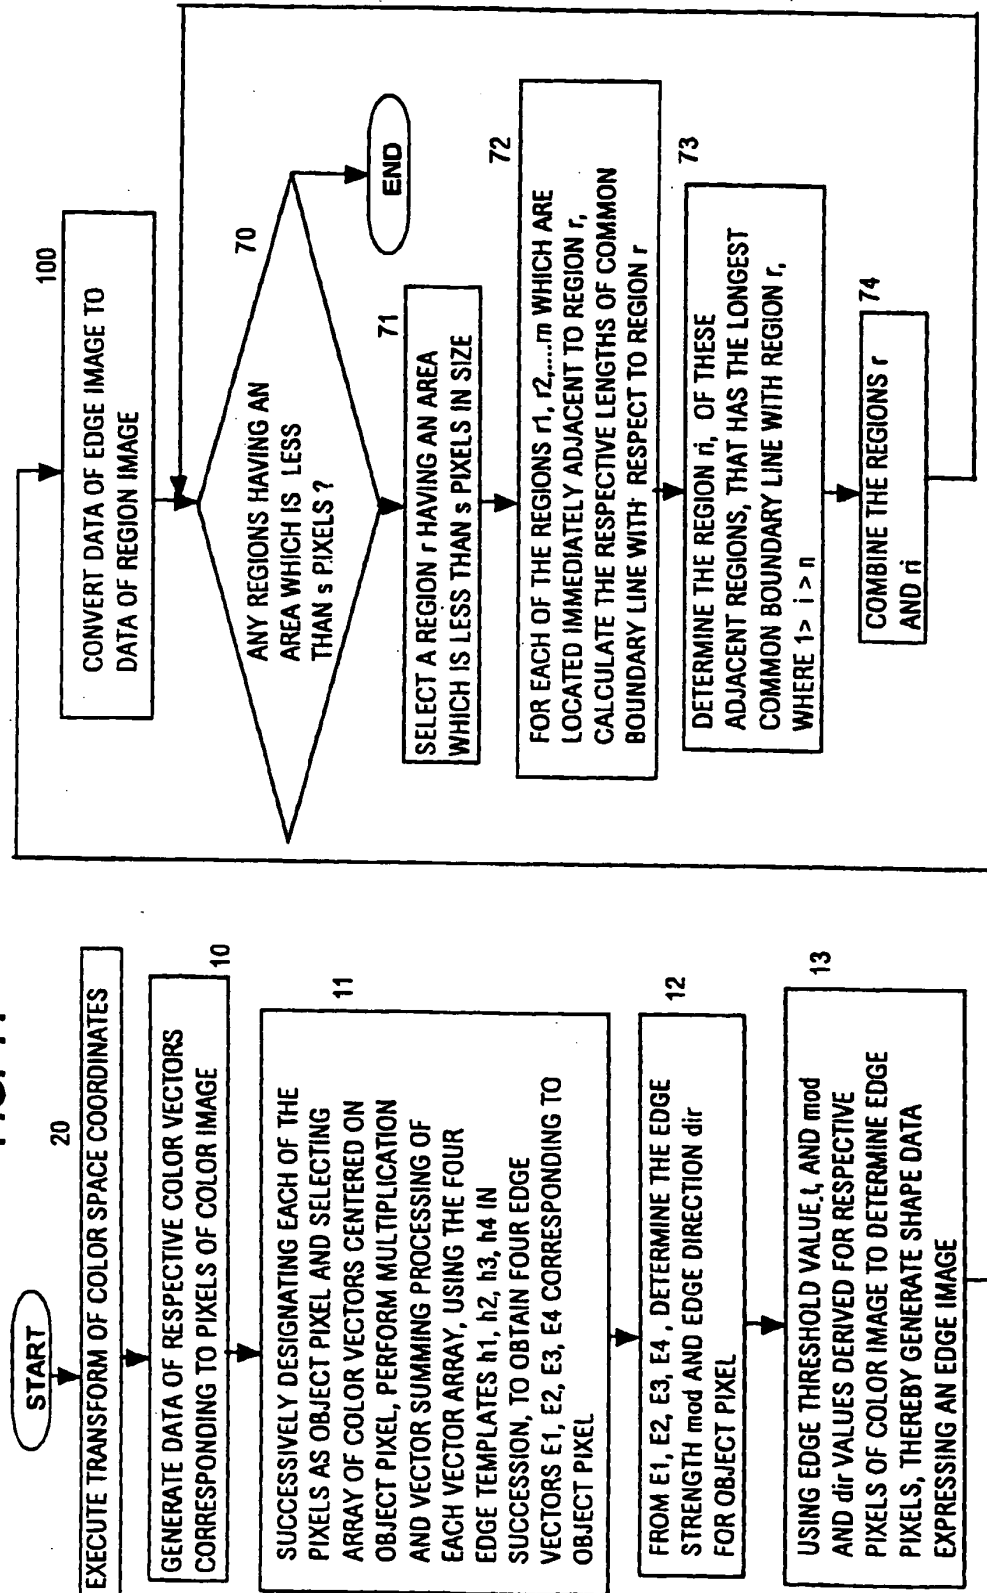 START
20
EXECUTE TRANSFORM OF COLOR SPACE COORDINATES
10
GENERATE DATA OF RESPECTIVE COLOR VECTORS
CORRESPONDING TO PIXELS OF COLOR IMAGE
11
SUCCESSIVELY DESIGNATING EACH OF THE
PIXELS AS OBJECT PIXEL AND SELECTING
ARRAY OF COLOR VECTORS CENTERED ON
OBJECT PIXEL, PERFORM MULTIPLICATION
AND VECTOR SUMMING PROCESSING OF
EACH VECTOR ARRAY, USING THE FOUR
EDGE TEMPLATES h1, h2, h3, h4 IN
SUCCESSION, TO OBTAIN FOUR EDGE
VECTORS E1, E2, E3, E4 CORRESPONDING TO
OBJECT PIXEL
12
FROM E1, E2, E3, E4 , DETERMINE THE EDGE
STRENGTH mod AND EDGE DIRECTION dir
FOR OBJECT PIXEL
13
USING EDGE THRESHOLD VALUE.t, AND mod
AND dir VALUES DERIVED FOR RESPECTIVE
PIXELS OF COLOR IMAGE TO DETERMINE EDGE
PIXELS, THEREBY GENERATE SHAPE DATA
EXPRESSING AN EDGE IMAGE
100
CONVERT DATA OF EDGE IMAGE TO
DATA OF REGION IMAGE
70
ANY REGIONS HAVING AN
AREA WHICH IS LESS
THAN s PIXELS ?
END
71
SELECT A REGION r HAVING AN AREA
WHICH IS LESS THAN s PIXELS IN SIZE
72
FOR EACH OF THE REGIONS r1, r2,....rn WHICH ARE
LOCATED IMMEDIATELY ADJACENT TO REGION r,
CALCULATE THE RESPECTIVE LENGTHS OF COMMON
BOUNDARY LINE WITH RESPECT TO REGION r
73
DETERMINE THE REGION ri, OF THESE
ADJACENT REGIONS, THAT HAS THE LONGEST
COMMON BOUNDARY LINE WITH REGION r,
WHERE 1> i > n
74
COMBINE THE REGIONS r
AND ri